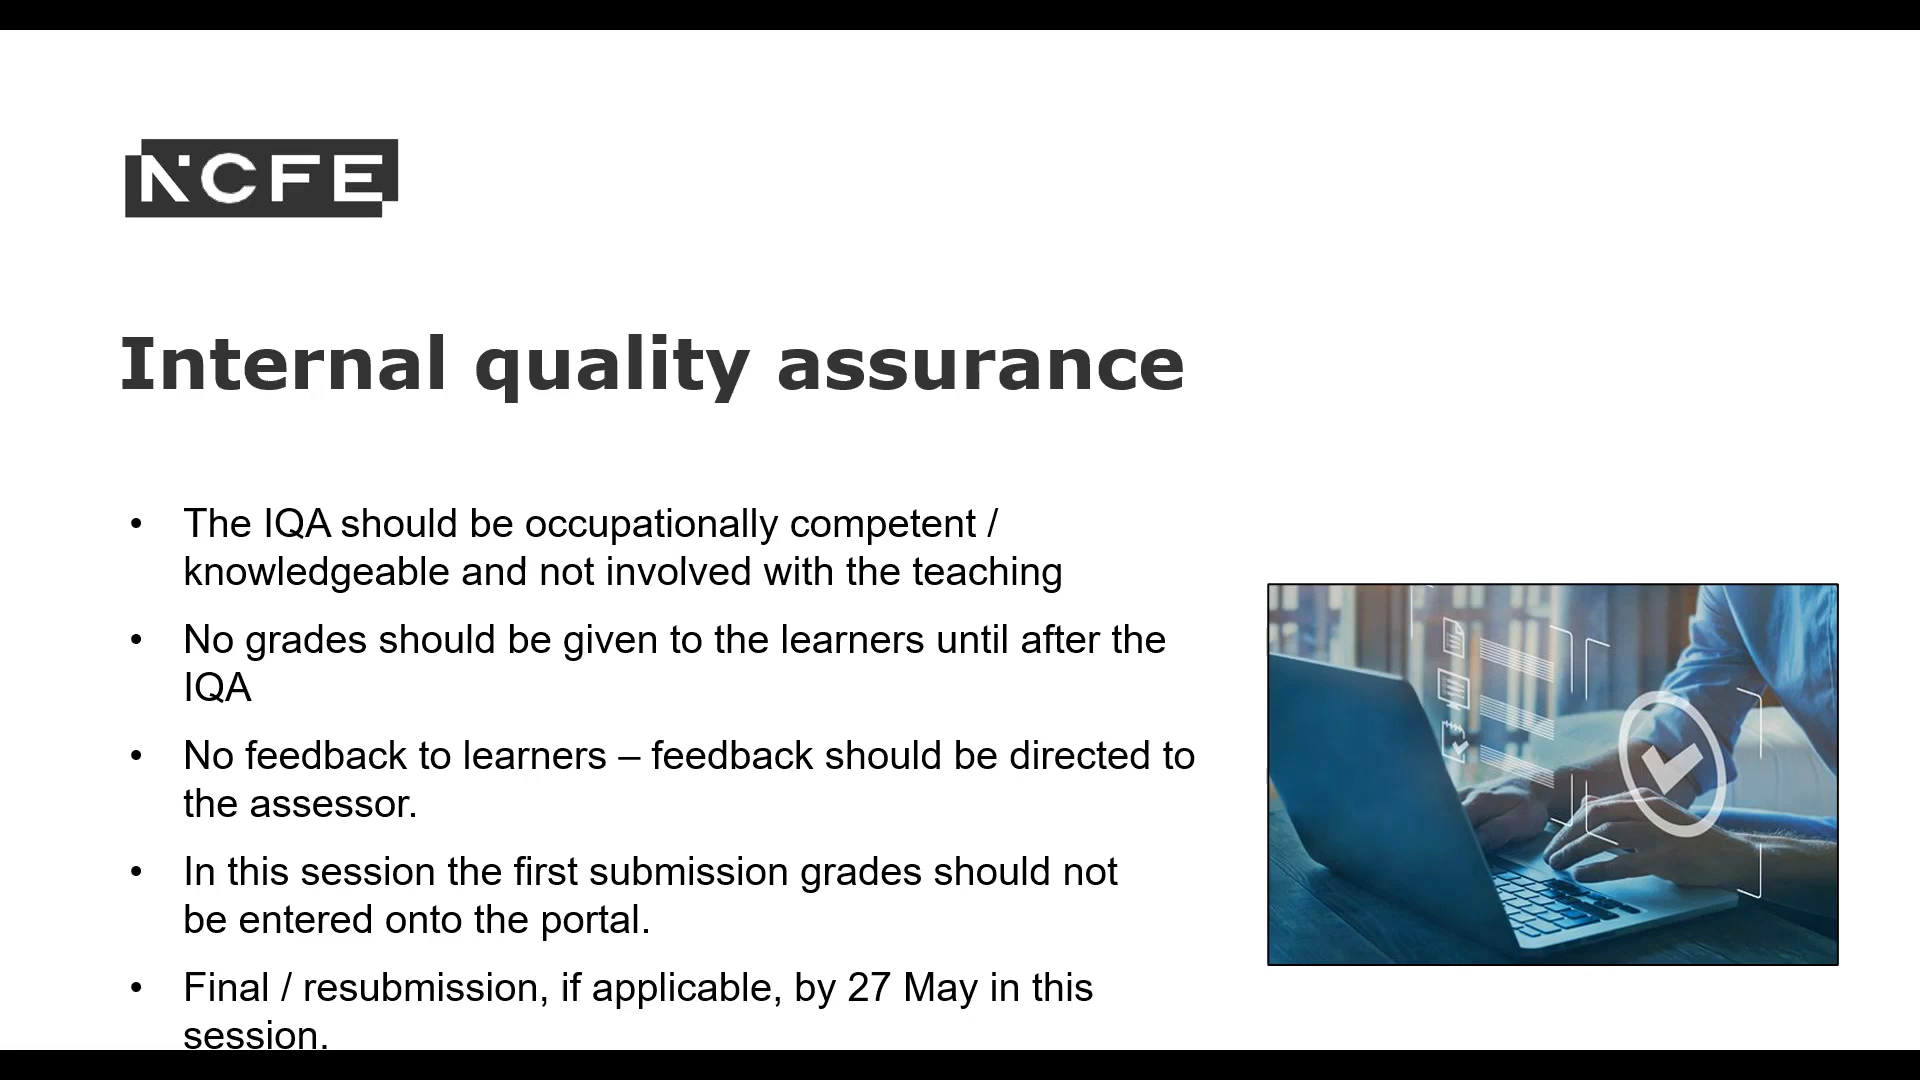 NCFE
Internal quality assurance
• The IQA should be occupationally competent /
knowledgeable and not involved with the teaching
• No grades should be given to the learners until after the
IQA
• No feedback to learners – feedback should be directed to
the assessor.
• In this session the first submission grades should not
be entered onto the portal.
• Final / resubmission, if applicable, by 27 May in this
session.